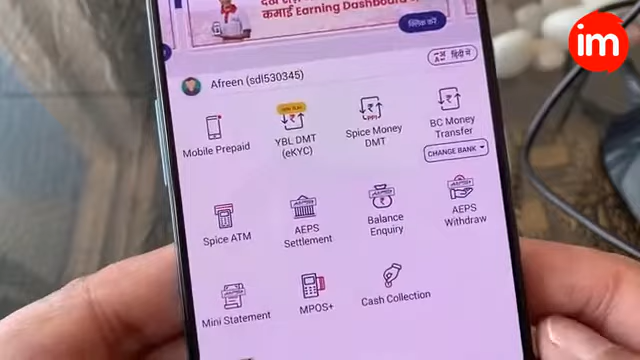 कमाई Earning Dashboard
क्लिक करें
im
हिंदी में
Afreen (sdl530345)
Mobile Prepaid
YBL DMT
(eKYC)
Spice Money
DMT
BC Money
Transfer
CHANGE BANK
Spice ATM
AEPS
Settlement
Balance
Enquiry
AEPS
Withdraw
Mini Statement
MPOS+
Cash Collection